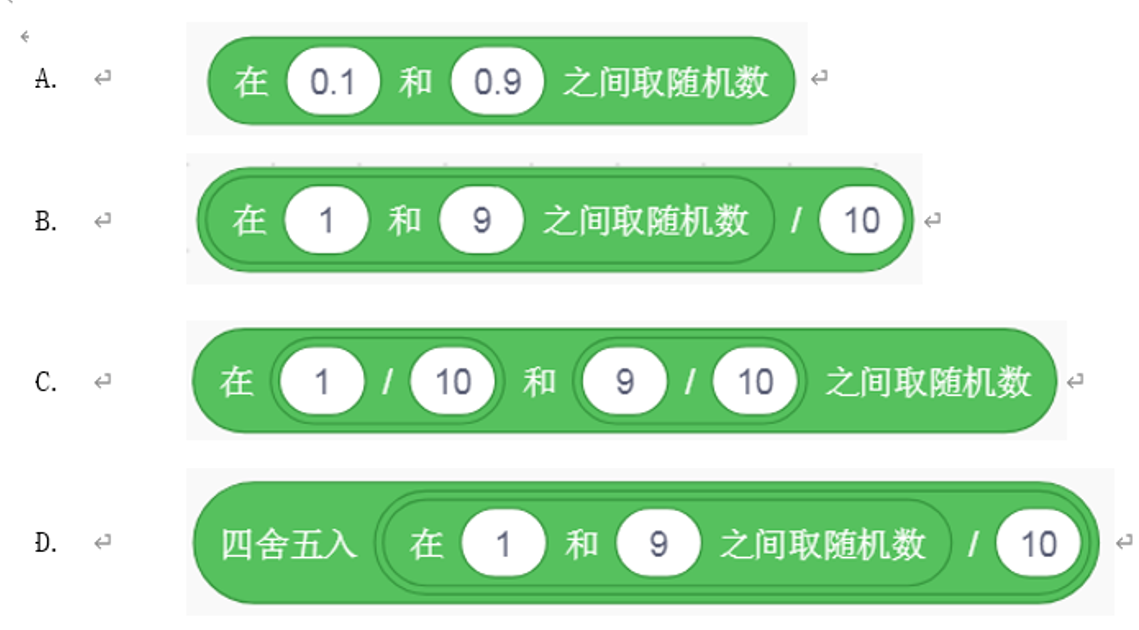 A. 在 0.1 和 0.9 之间取随机数
B. 在 1 和 9 之间取随机数 / 10
C. 在 1 / 10 和 9 / 10 之间取随机数
D. 四舍五入 在 1 和 9 之间取随机数 / 10